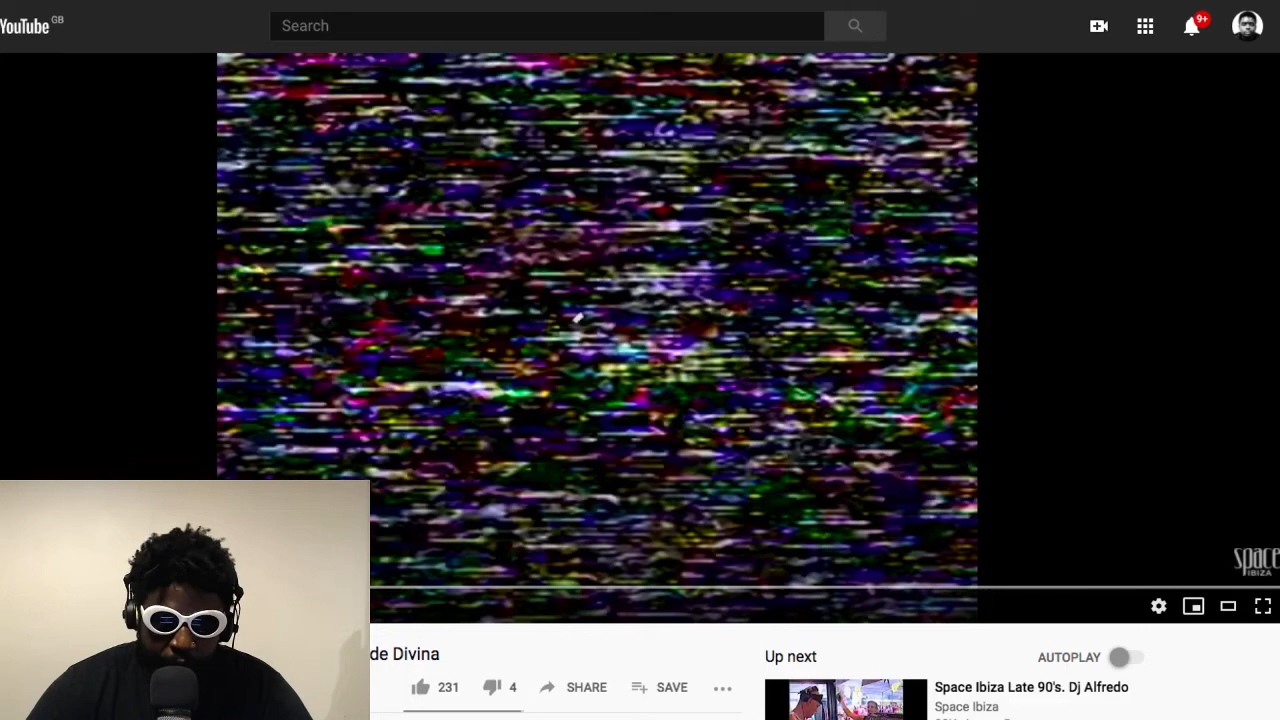 YouTube GB
Search
9+
space
IBIZA
de Divina
231
4
SHARE
SAVE
Up next
AUTOPLAY
Space Ibiza Late 90's. Dj Alfredo
Space Ibiza